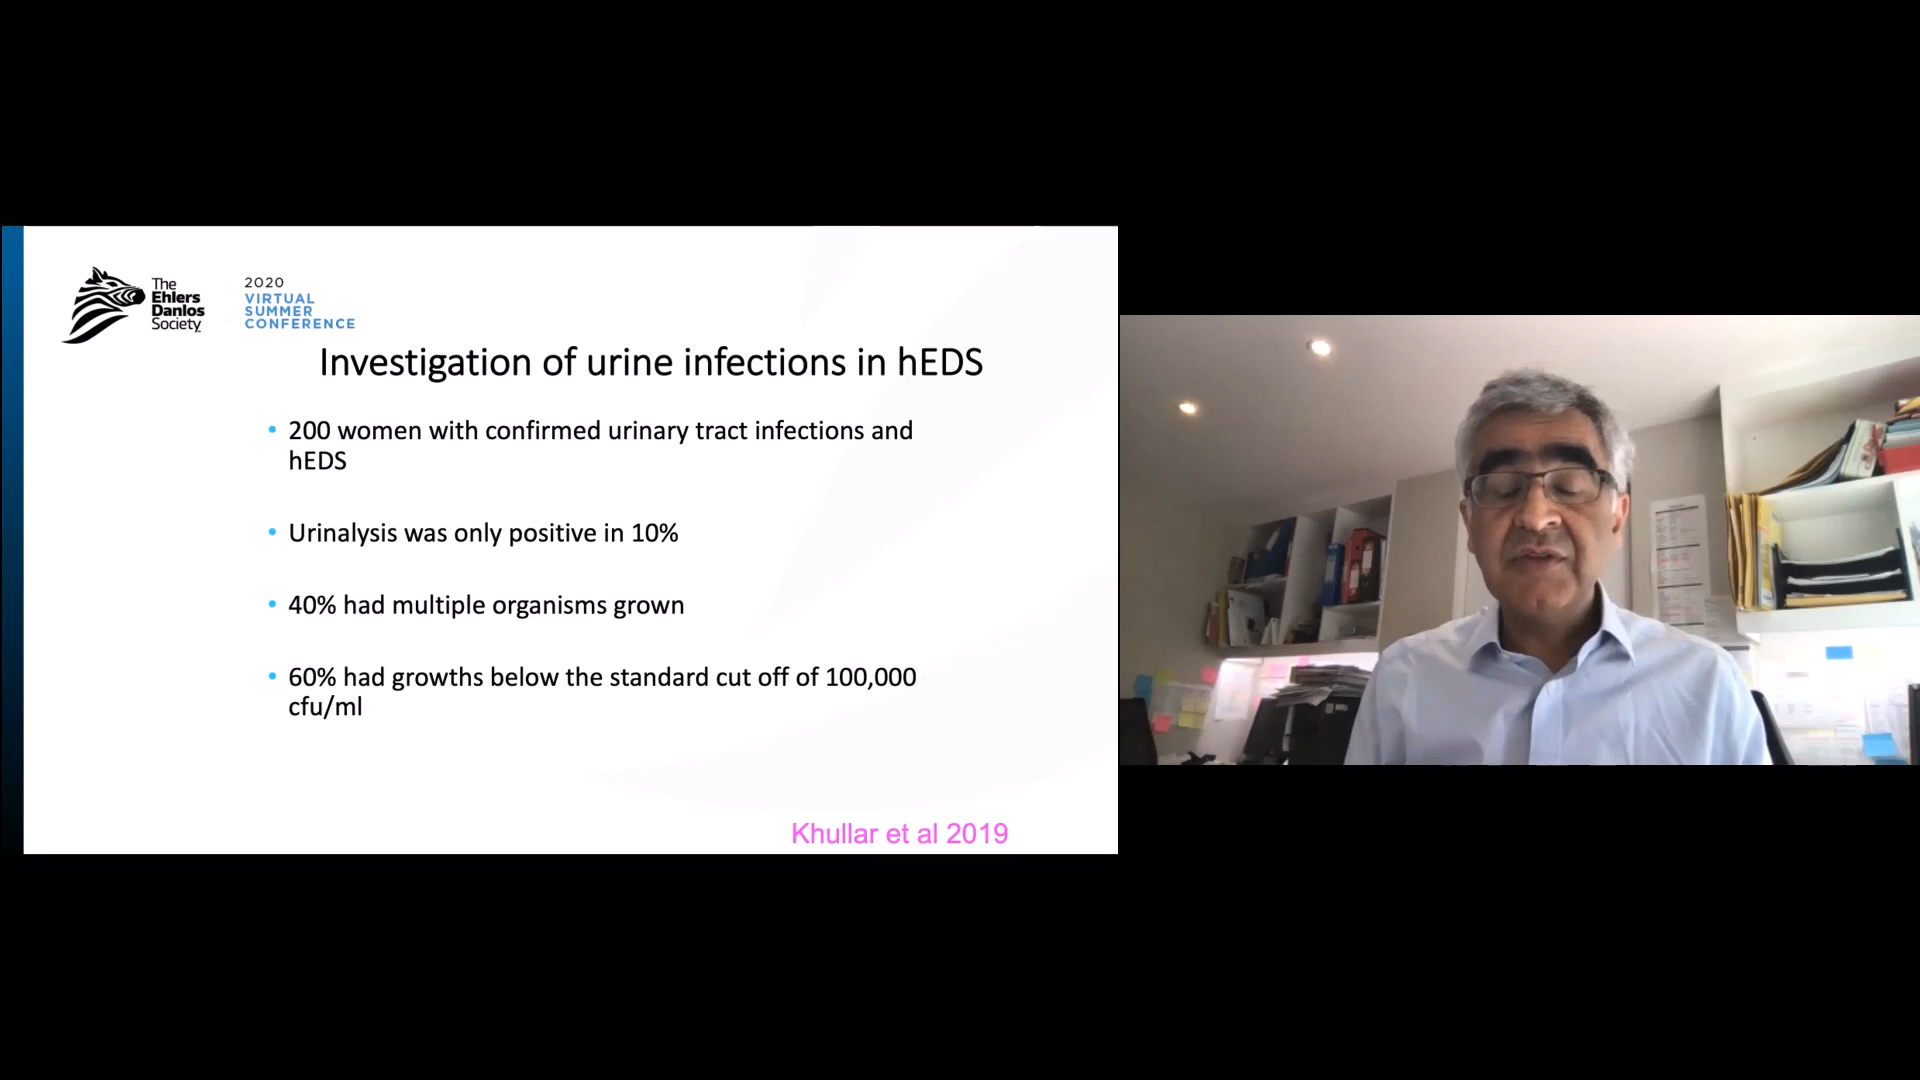 The
Ehlers
Danlos
Society
2020
VIRTUAL
SUMMER
CONFERENCE
Investigation of urine infections in hEDS
• 200 women with confirmed urinary tract infections and
hEDS
• Urinalysis was only positive in 10%
• 40% had multiple organisms grown
• 60% had growths below the standard cut off of 100,000
cfu/ml
Khullar et al 2019